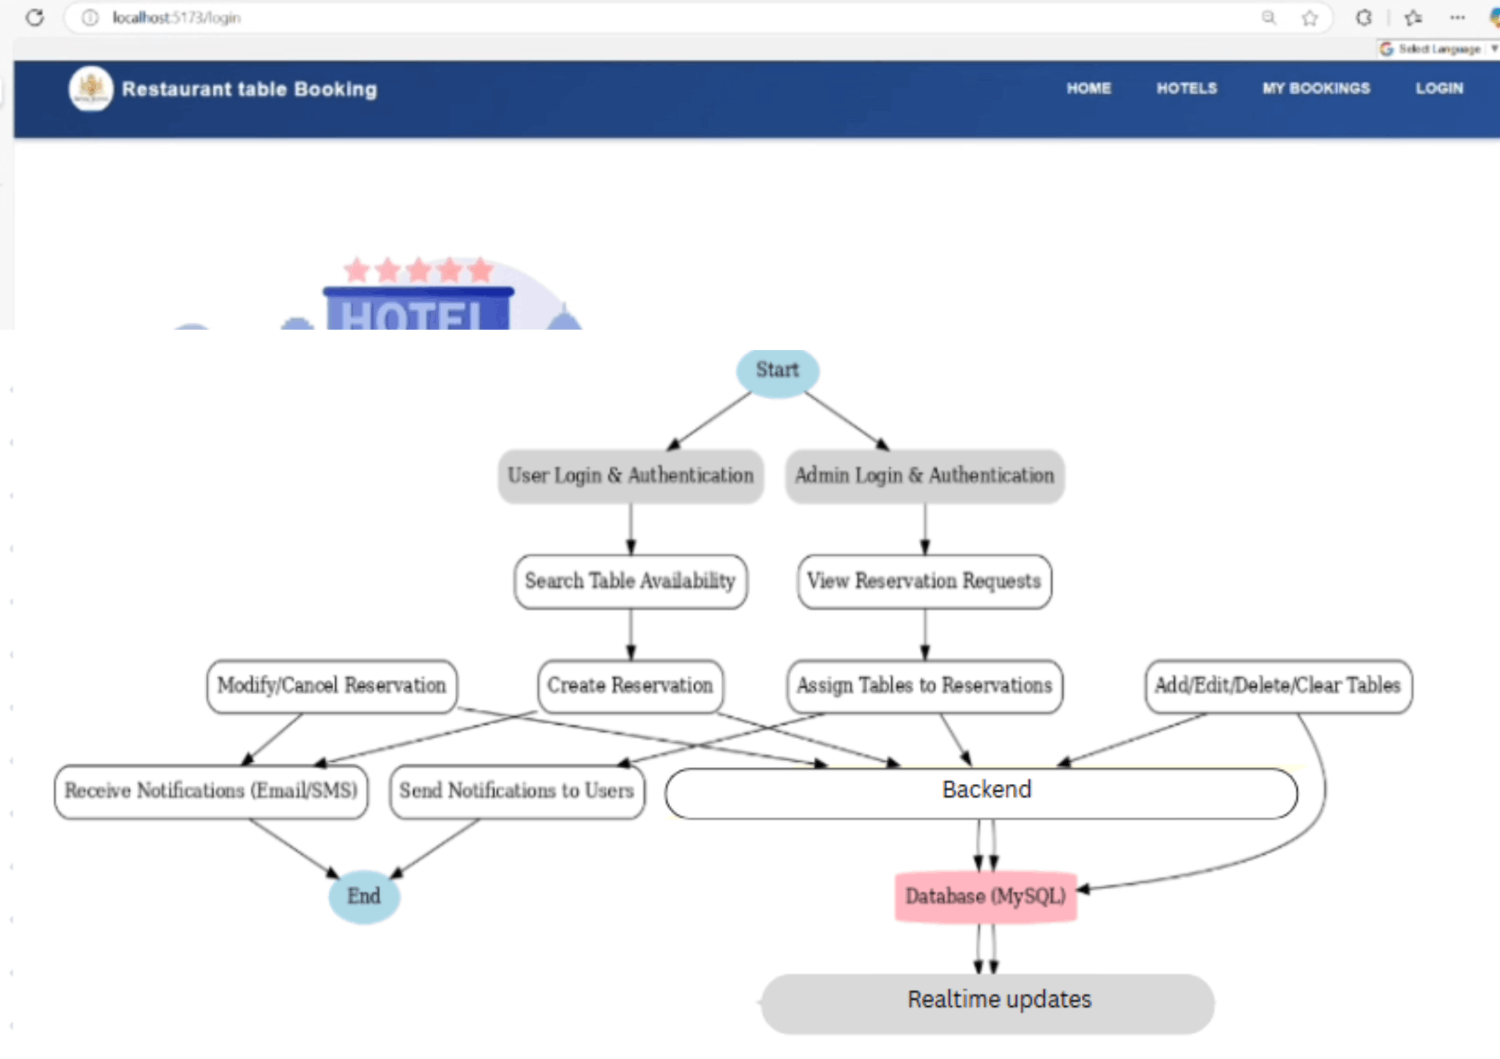 localhost:5173/login
Select Language ▼
Restaurant table Booking
HOME HOTELS MY BOOKINGS LOGIN
HOTEL
Start
User Login & Authentication
Admin Login & Authentication
Search Table Availability
View Reservation Requests
Modify/Cancel Reservation
Create Reservation
Assign Tables to Reservations
Add/Edit/Delete/Clear Tables
Receive Notifications (Email/SMS)
Send Notifications to Users
Backend
End
Database (MySQL)
Realtime updates